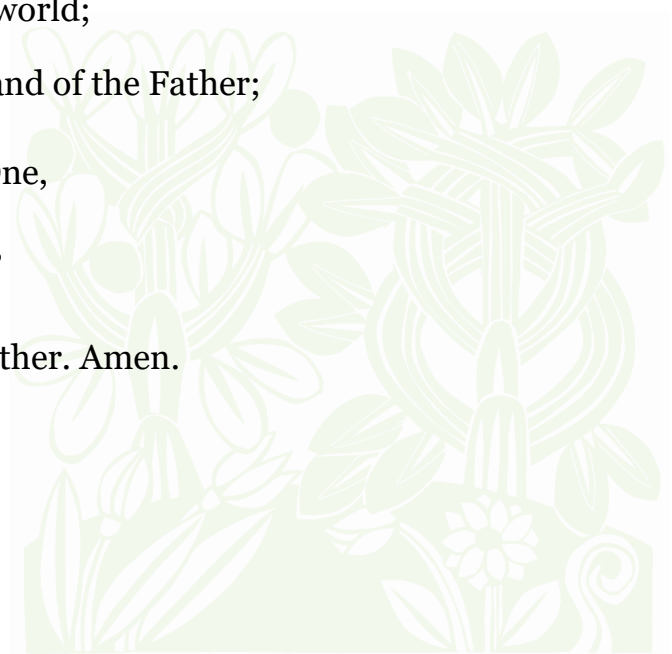 world;
and of the Father;
One,
,
ther. Amen.